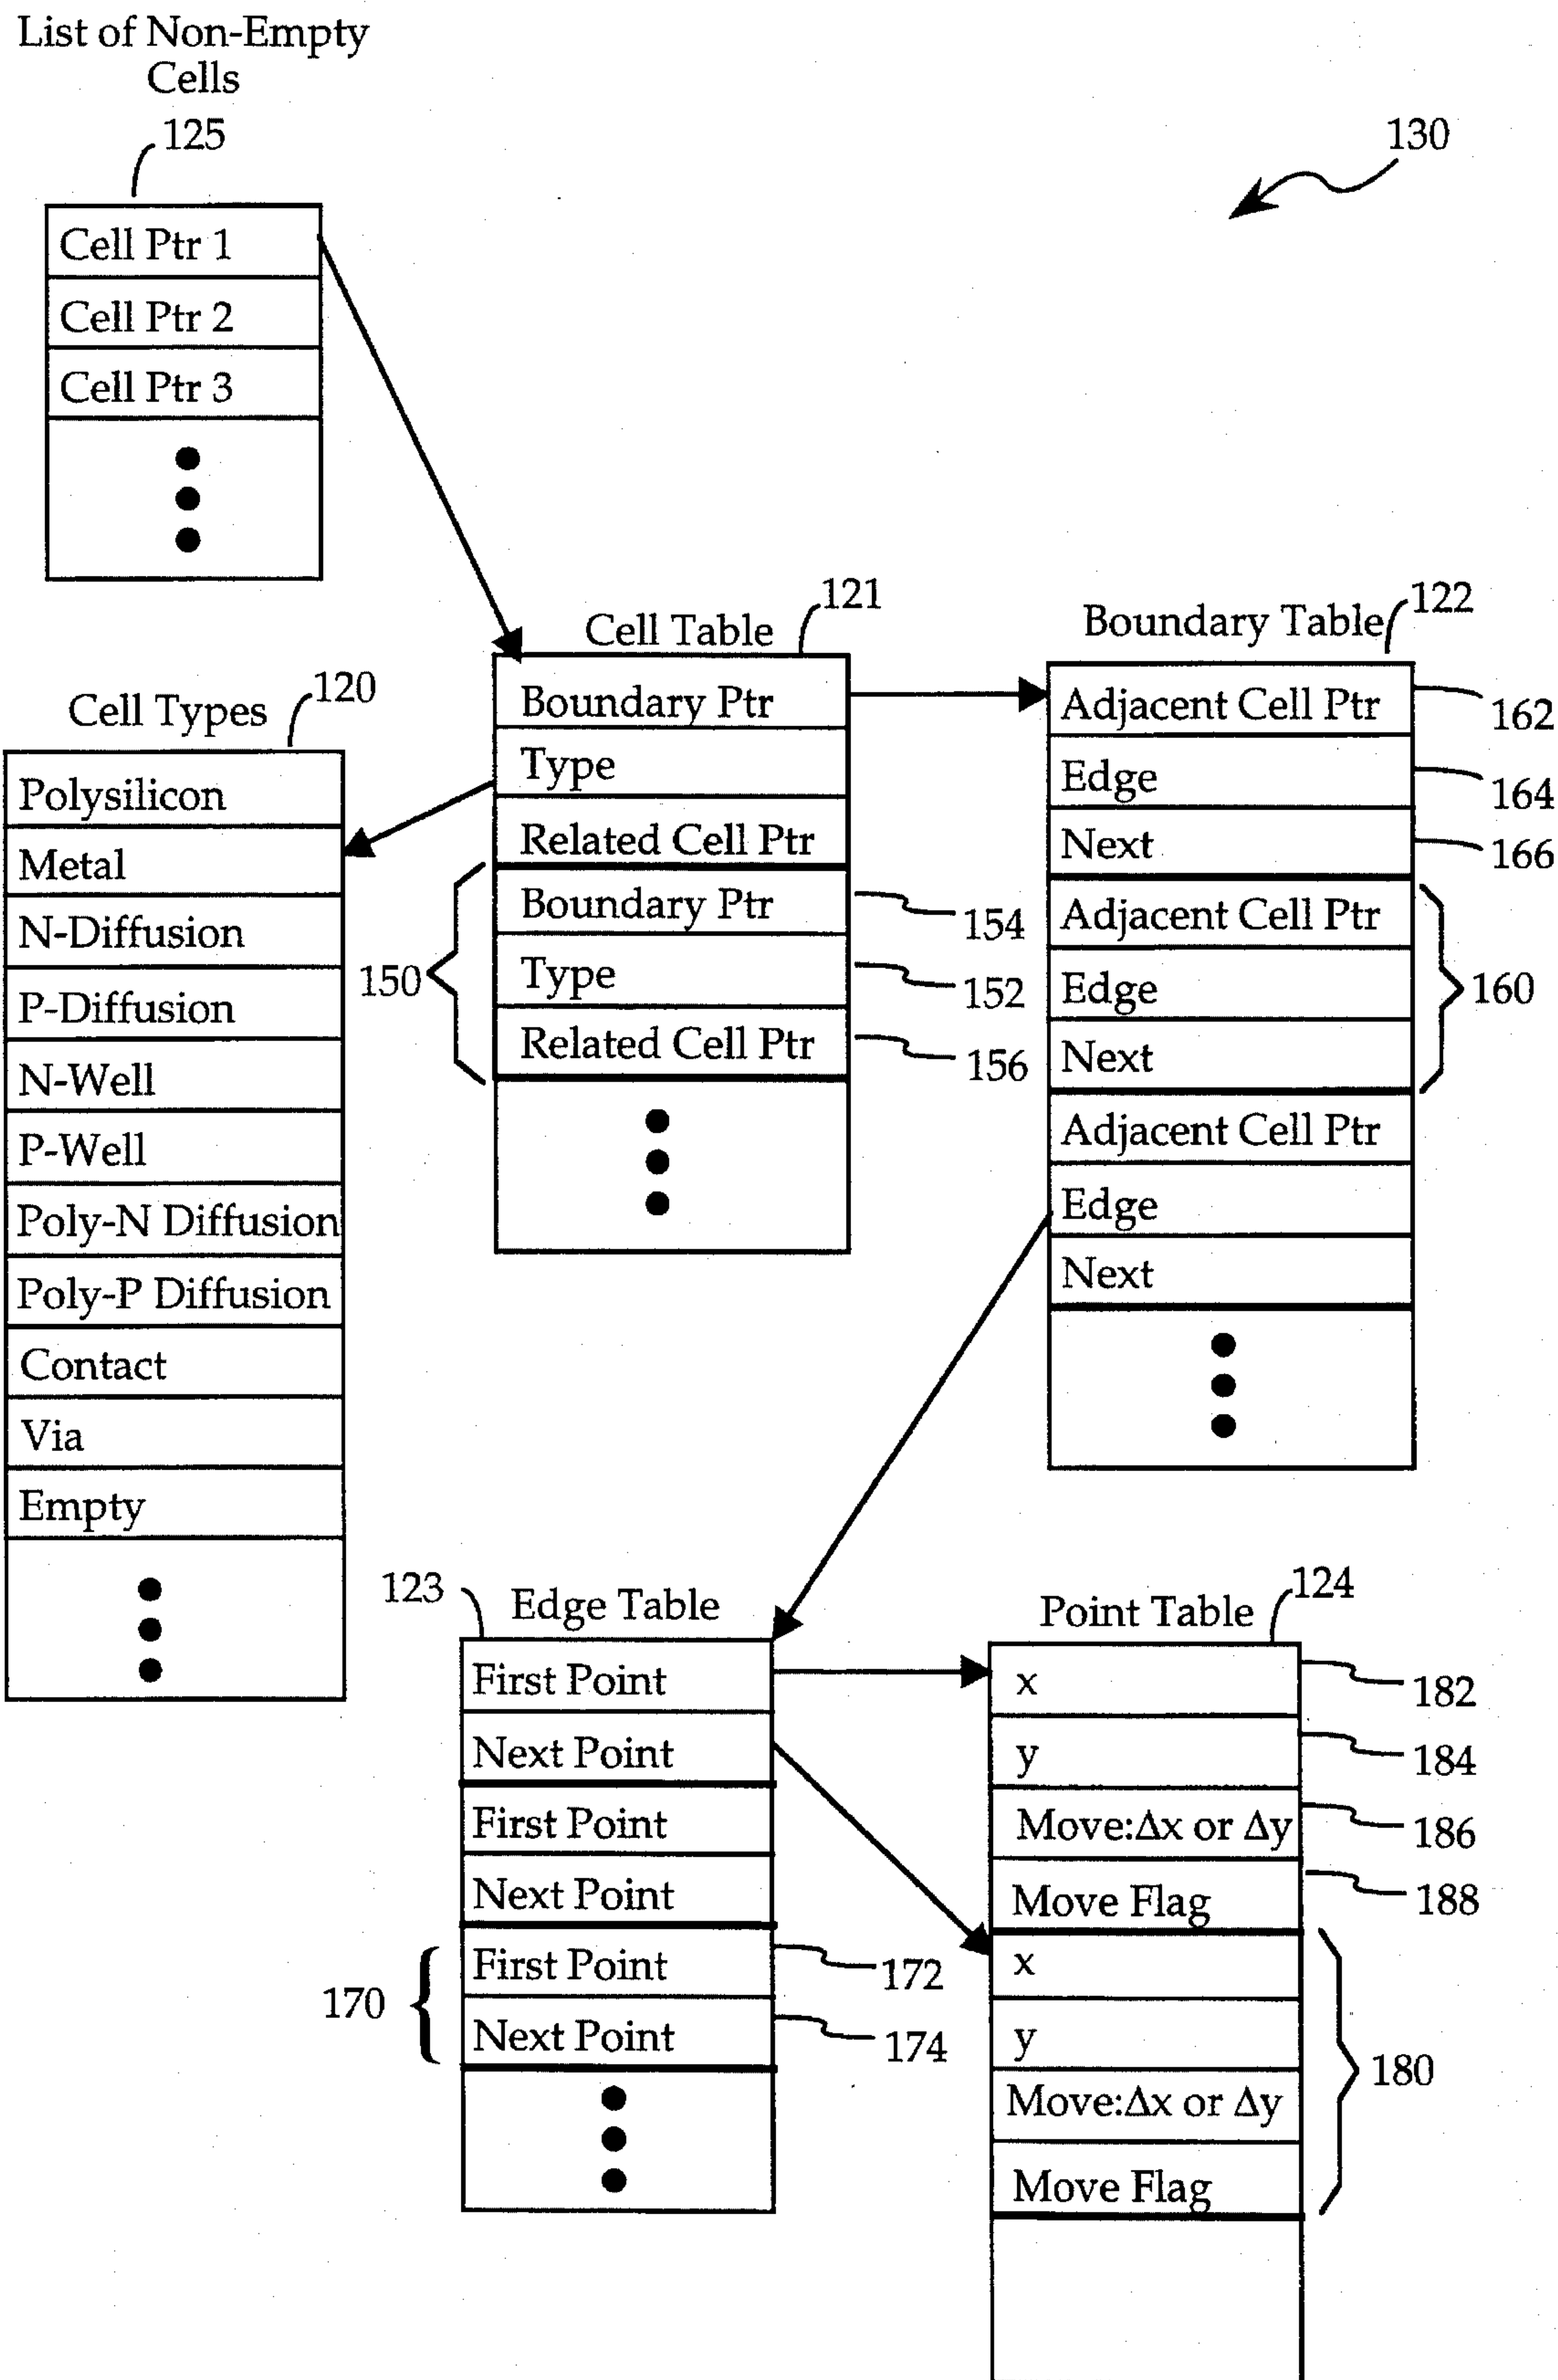 List of Non-Empty
Cells
125
130
Cell Ptr 1
Cell Ptr 2
Cell Ptr 3
Cell Table
121
Boundary Ptr
Type
Related Cell Ptr
Boundary Ptr
154
Type
152
Related Cell Ptr
156
150
Boundary Table
122
Adjacent Cell Ptr
162
Edge
164
Next
166
Adjacent Cell Ptr
Edge
Next
160
Adjacent Cell Ptr
Edge
Next
Cell Types
120
Polysilicon
Metal
N-Diffusion
P-Diffusion
N-Well
P-Well
Poly-N Diffusion
Poly-P Diffusion
Contact
Via
Empty
123
Edge Table
First Point
Next Point
First Point
Next Point
First Point
172
Next Point
174
170
Point Table
124
x
182
y
184
Move:Δx or Δy
186
Move Flag
188
x
y
Move:Δx or Δy
Move Flag
180